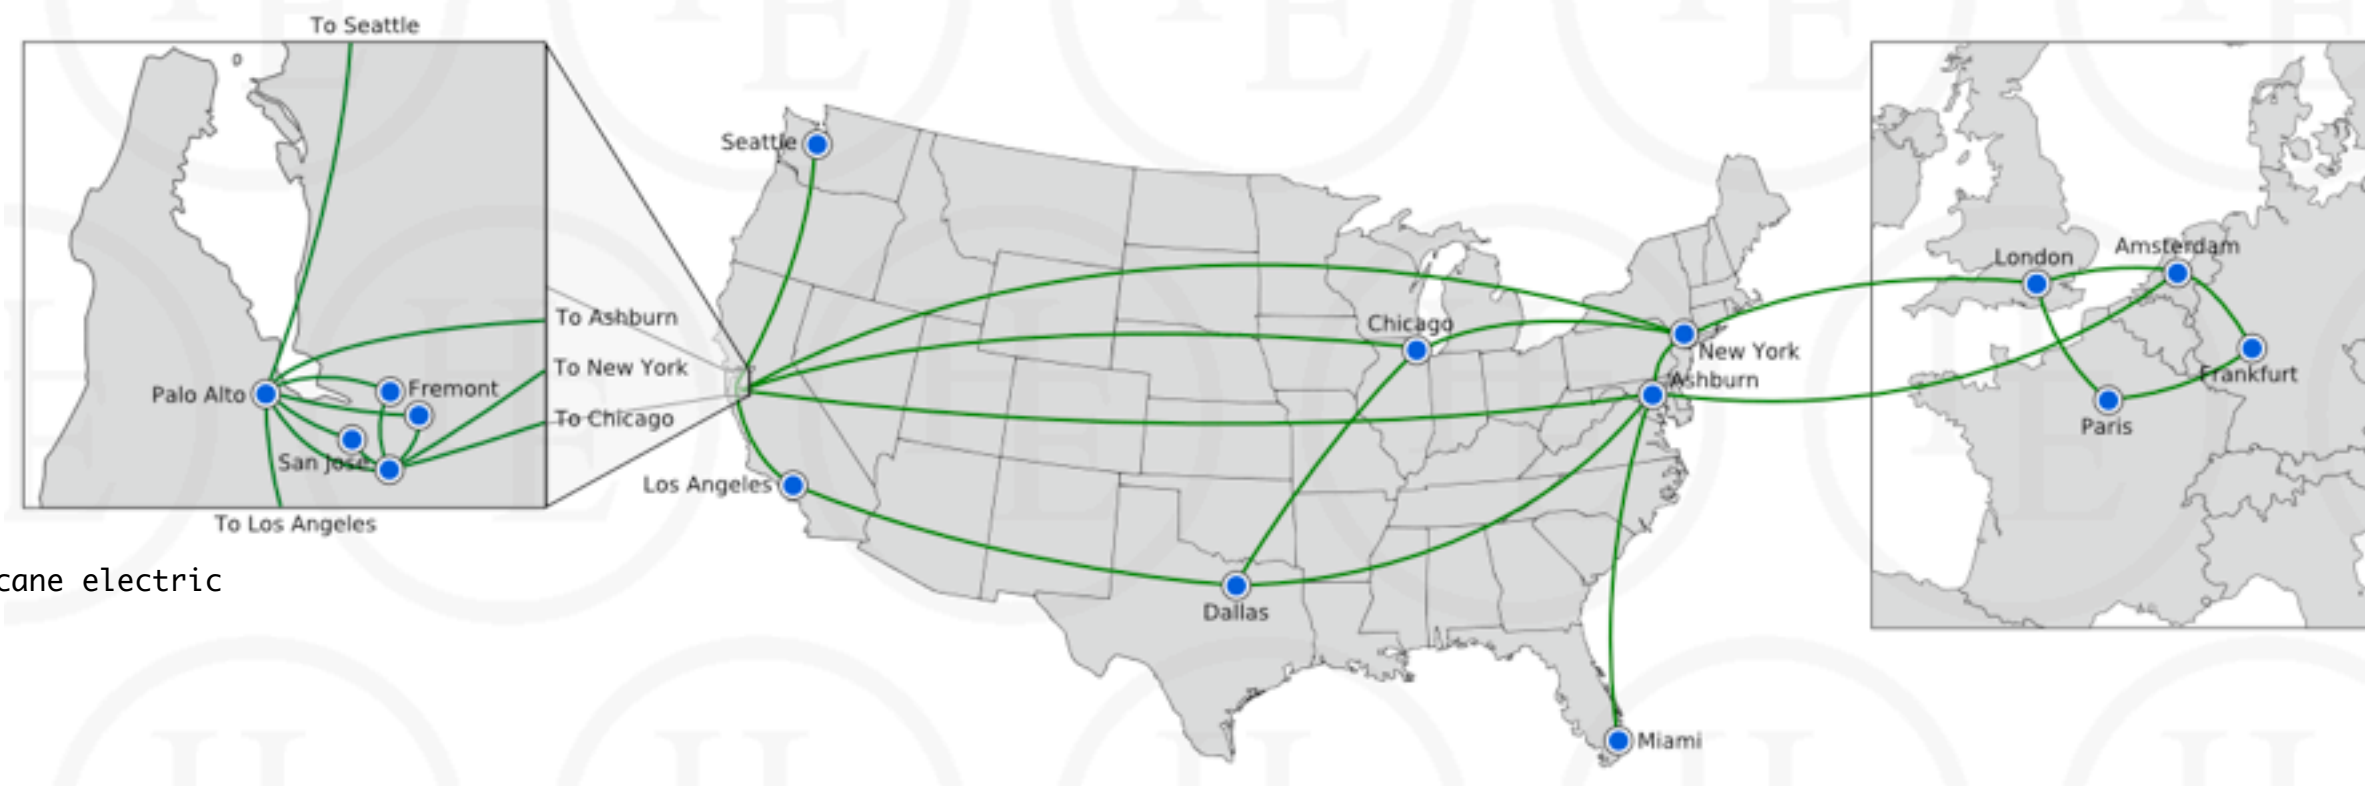 To Seattle
Seattle
To Ashburn
To New York
To Chicago
Palo Alto
Fremont
San Jose
To Los Angeles
Los Angeles
Chicago
New York
Ashburn
Dallas
Miami
London
Amsterdam
Frankfurt
Paris
cane electric